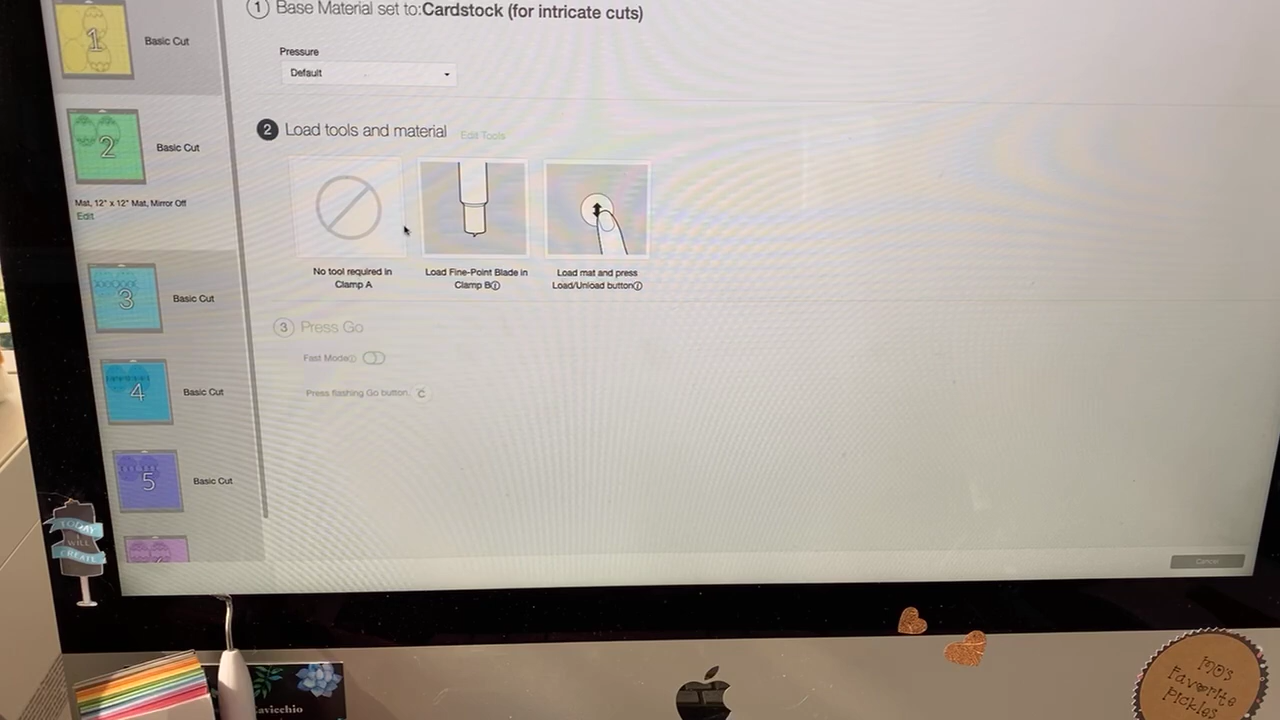 1 Base Material set to:Cardstock (for intricate cuts)
1
Basic Cut
Pressure
Default
2
Basic Cut
2 Load tools and material Edit Tools
Mat, 12" x 12" Mat, Mirror Off
Edit
No tool required in
Clamp A
Load Fine-Point Blade in
Clamp B
Load mat and press
Load/Unload button
3
Basic Cut
3 Press Go
Fast Mode
Press flashing Go button.
4
Basic Cut
5
Basic Cut
Cancel
TODAY
I
WILL
CREATE
MO'S
Favorite
Pickles
avicchio